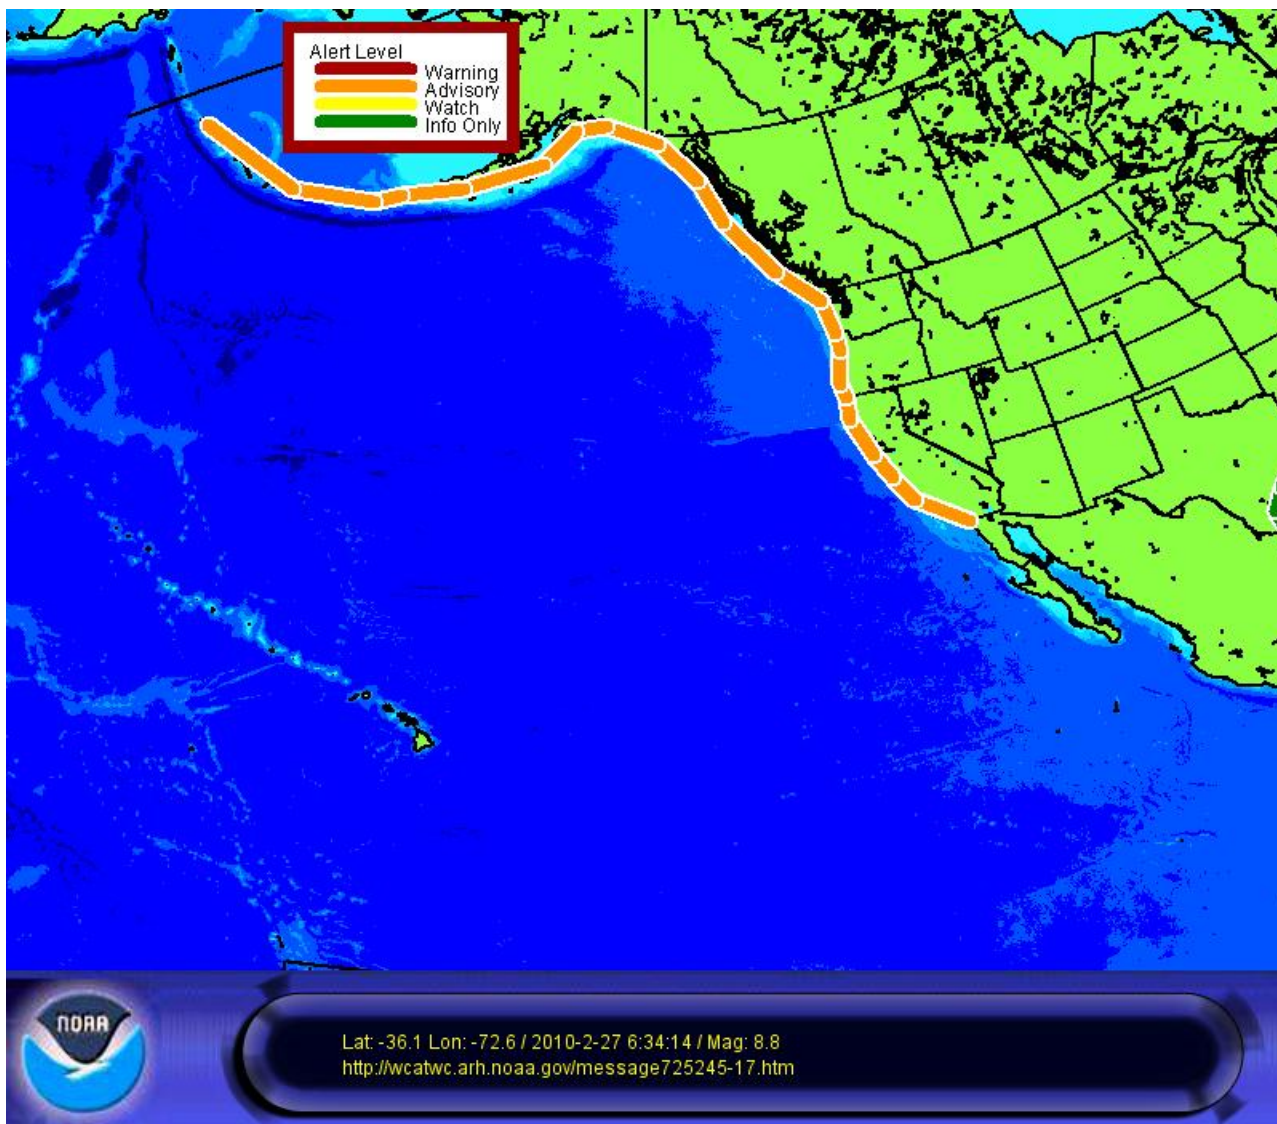 Alert Level
Warning
Advisory
Watch
Info Only
NOAA
Lat: -36.1 Lon: -72.6 / 2010-2-27 6:34:14 / Mag: 8.8
http://wcatwc.arh.noaa.gov/message725245-17.htm